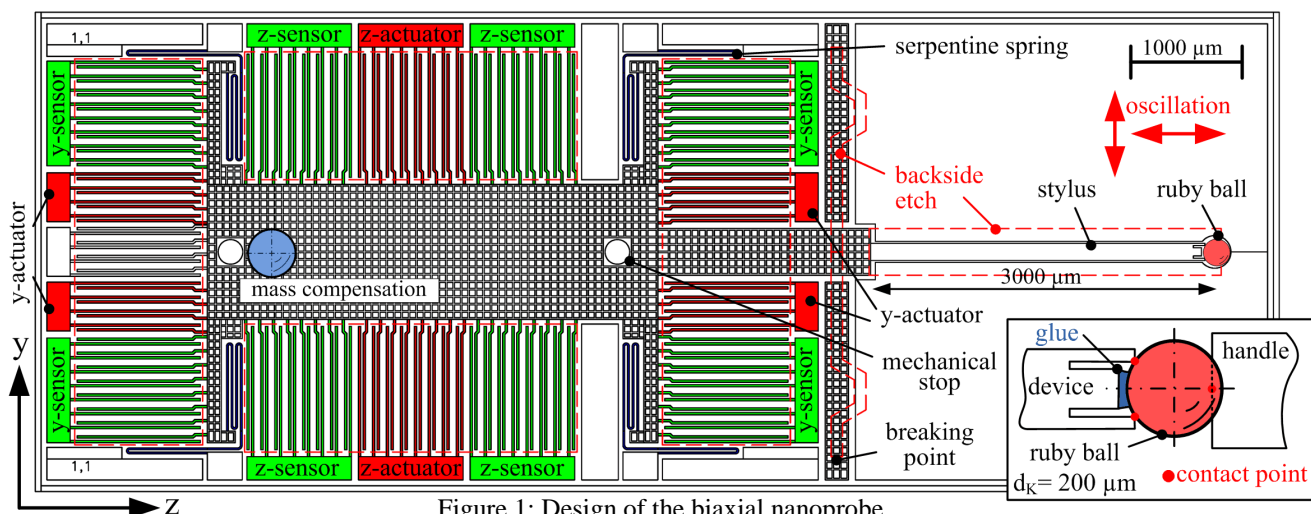 1,1
z-sensor
z-actuator
z-sensor
serpentine spring
1000 µm
oscillation
y-sensor
y-sensor
backside
etch
stylus
ruby ball
y-actuator
mass compensation
3000 µm
y-actuator
mechanical
stop
y-sensor
y-sensor
glue
handle
device
ruby ball
dK= 200 µm
contact point
breaking
point
1,1
z-sensor
z-actuator
z-sensor
y
z
Figure 1: Design of the biaxial nanoprobe